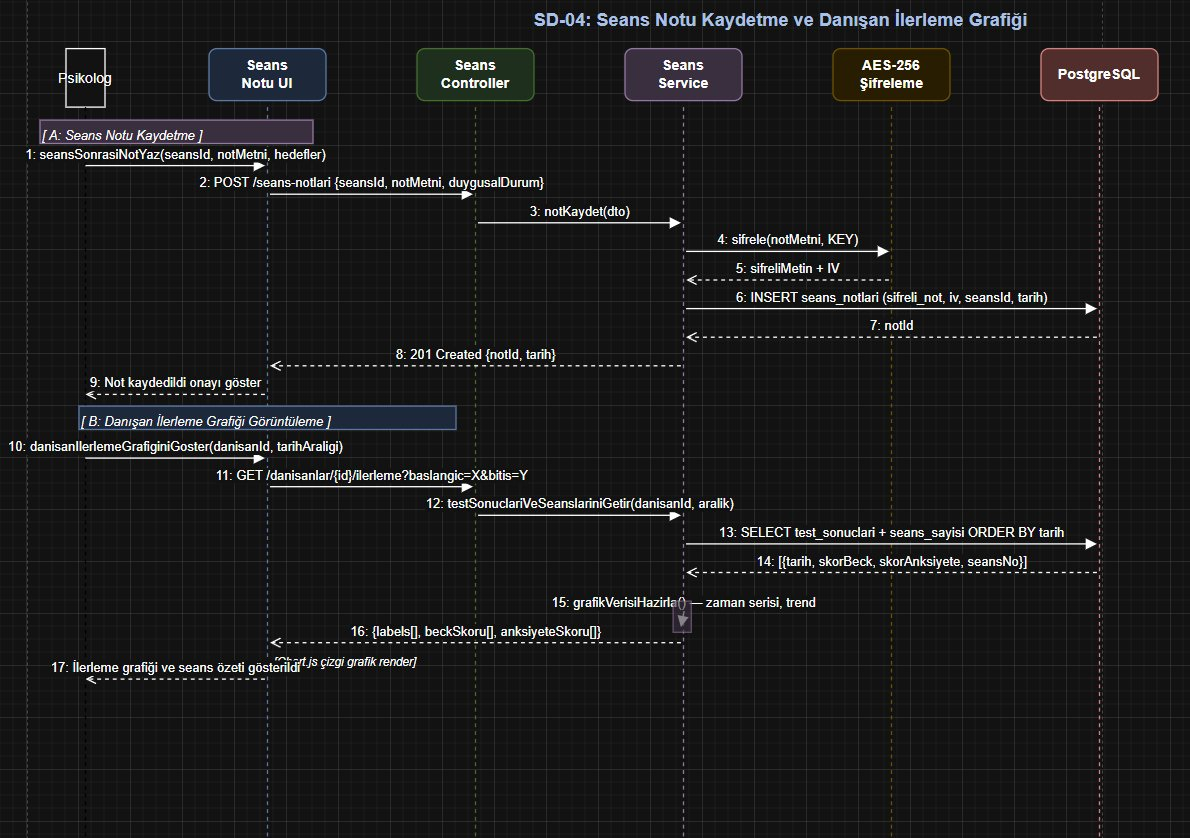 SD-04: Seans Notu Kaydetme ve Danışan İlerleme Grafiği
Psikolog
Seans
Notu UI
Seans
Controller
Seans
Service
AES-256
Şifreleme
PostgreSQL
[ A: Seans Notu Kaydetme ]
1: seansSonrasiNotYaz(seansId, notMetni, hedefler)
2: POST /seans-notlari {seansId, notMetni, duygusalDurum}
3: notKaydet(dto)
4: sifrele(notMetni, KEY)
5: sifreliMetin + IV
6: INSERT seans_notlari (sifreli_not, iv, seansId, tarih)
7: notId
8: 201 Created {notId, tarih}
9: Not kaydedildi onayı göster
[ B: Danışan İlerleme Grafiği Görüntüleme ]
10: danisanIlerlemeGrafiginiGoster(danisanId, tarihAraligi)
11: GET /danisanlar/{id}/ilerleme?baslangic=X&bitis=Y
12: testSonuclariVeSeanslariniGetir(danisanId, aralik)
13: SELECT test_sonuclari + seans_sayisi ORDER BY tarih
14: [{tarih, skorBeck, skorAnksiyete, seansNo}]
15: grafikVerisiHazirla() — zaman serisi, trend
16: {labels[], beckSkoru[], anksiyeteSkoru[]}
[Chart.js çizgi grafik render]
17: İlerleme grafiği ve seans özeti gösterildi